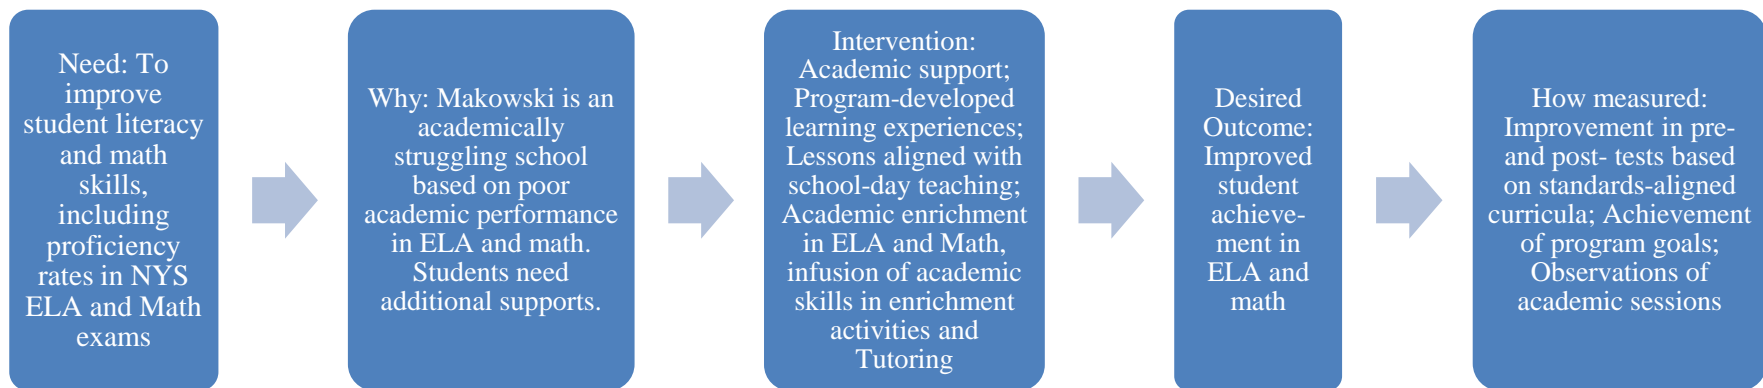 Need: To
improve
student literacy
and math
skills,
including
proficiency
rates in NYS
ELA and Math
exams
Why: Makowski is an
academically
struggling school
based on poor
academic performance
in ELA and math.
Students need
additional supports.
Intervention:
Academic support;
Program-developed
learning experiences;
Lessons aligned with
school-day teaching;
Academic enrichment
in ELA and Math,
infusion of academic
skills in enrichment
activities and
Tutoring
Desired
Outcome:
Improved
student
achieve-
ment in
ELA and
math
How measured:
Improvement in pre-
and post- tests based
on standards-aligned
curricula; Achievement
of program goals;
Observations of
academic sessions